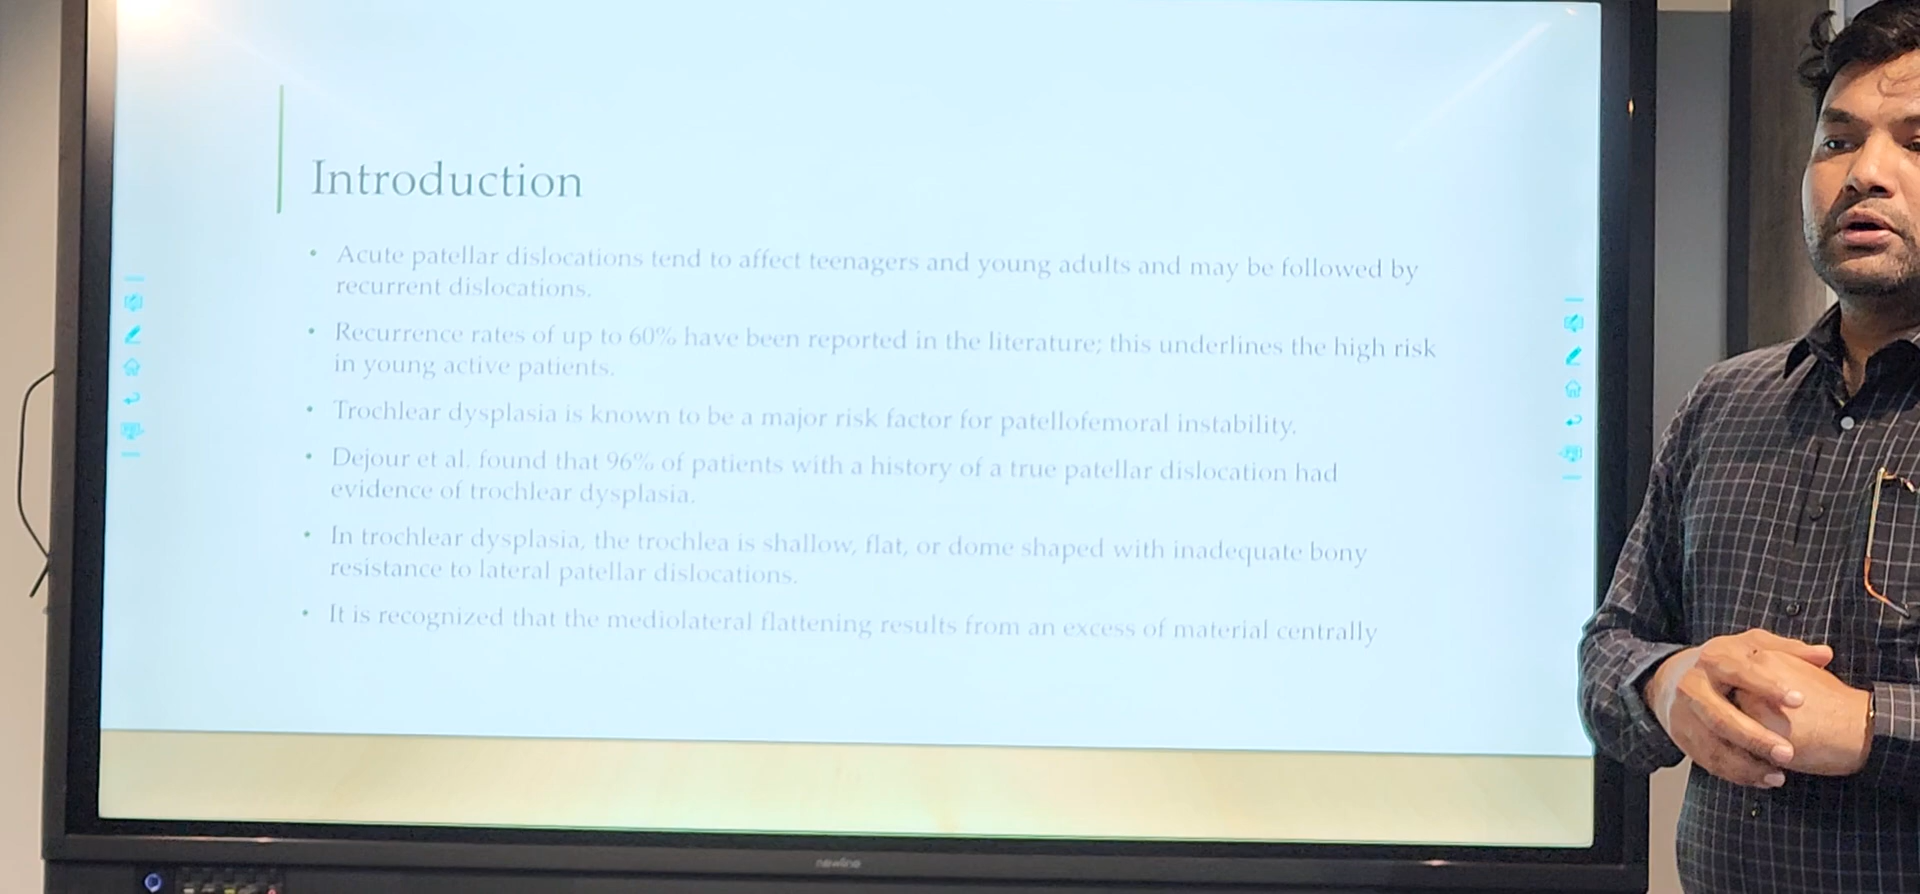 Introduction
• Acute patellar dislocations tend to affect teenagers and young adults and may be followed by
recurrent dislocations.
• Recurrence rates of up to 60% have been reported in the literature; this underlines the high risk
in young active patients.
• Trochlear dysplasia is known to be a major risk factor for patellofemoral instability.
• Dejour et al. found that 96% of patients with a history of a true patellar dislocation had
evidence of trochlear dysplasia.
• In trochlear dysplasia, the trochlea is shallow, flat, or dome shaped with inadequate bony
resistance to lateral patellar dislocations.
• It is recognized that the mediolateral flattening results from an excess of material centrally
newline